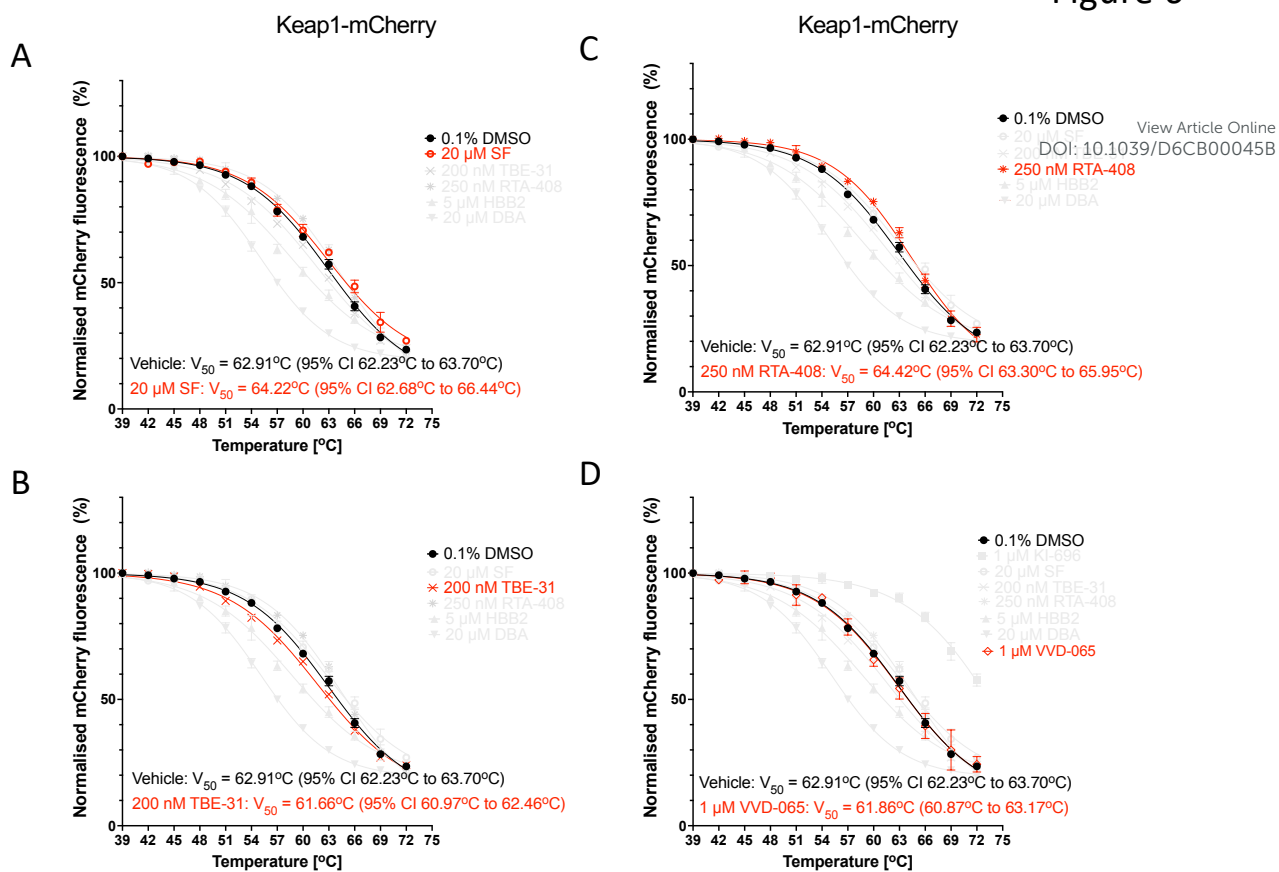 Keap1-mCherry
A
Normalised mCherry fluorescence (%)
100
50
0
39 42 45 48 51 54 57 60 63 66 69 72 75
Temperature [°C]
0.1% DMSO
20 µM SF
200 nM TBE-31
250 nM RTA-408
5 µM HBB2
20 µM DBA
Vehicle: V50 = 62.91°C (95% CI 62.23°C to 63.70°C)
20 µM SF: V50 = 64.22°C (95% CI 62.68°C to 66.44°C)
B
Normalised mCherry fluorescence (%)
100
50
0
39 42 45 48 51 54 57 60 63 66 69 72 75
Temperature [°C]
0.1% DMSO
20 µM SF
200 nM TBE-31
250 nM RTA-408
5 µM HBB2
20 µM DBA
Vehicle: V50 = 62.91°C (95% CI 62.23°C to 63.70°C)
200 nM TBE-31: V50 = 61.66°C (95% CI 60.97°C to 62.46°C)
Keap1-mCherry
C
Normalised mCherry fluorescence (%)
100
50
0
39 42 45 48 51 54 57 60 63 66 69 72 75
Temperature [°C]
0.1% DMSO
20 µM SF
250 nM RTA-408
5 µM HBB2
20 µM DBA
View Article Online
DOI: 10.1039/D6CB00045B
Vehicle: V50 = 62.91°C (95% CI 62.23°C to 63.70°C)
250 nM RTA-408: V50 = 64.42°C (95% CI 63.30°C to 65.95°C)
D
Normalised mCherry fluorescence (%)
100
50
0
39 42 45 48 51 54 57 60 63 66 69 72 75
Temperature [°C]
0.1% DMSO
1 µM KI-696
20 µM SF
200 nM TBE-31
250 nM RTA-408
5 µM HBB2
20 µM DBA
1 µM VVD-065
Vehicle: V50 = 62.91°C (95% CI 62.23°C to 63.70°C)
1 µM VVD-065: V50 = 61.86°C (60.87°C to 63.17°C)